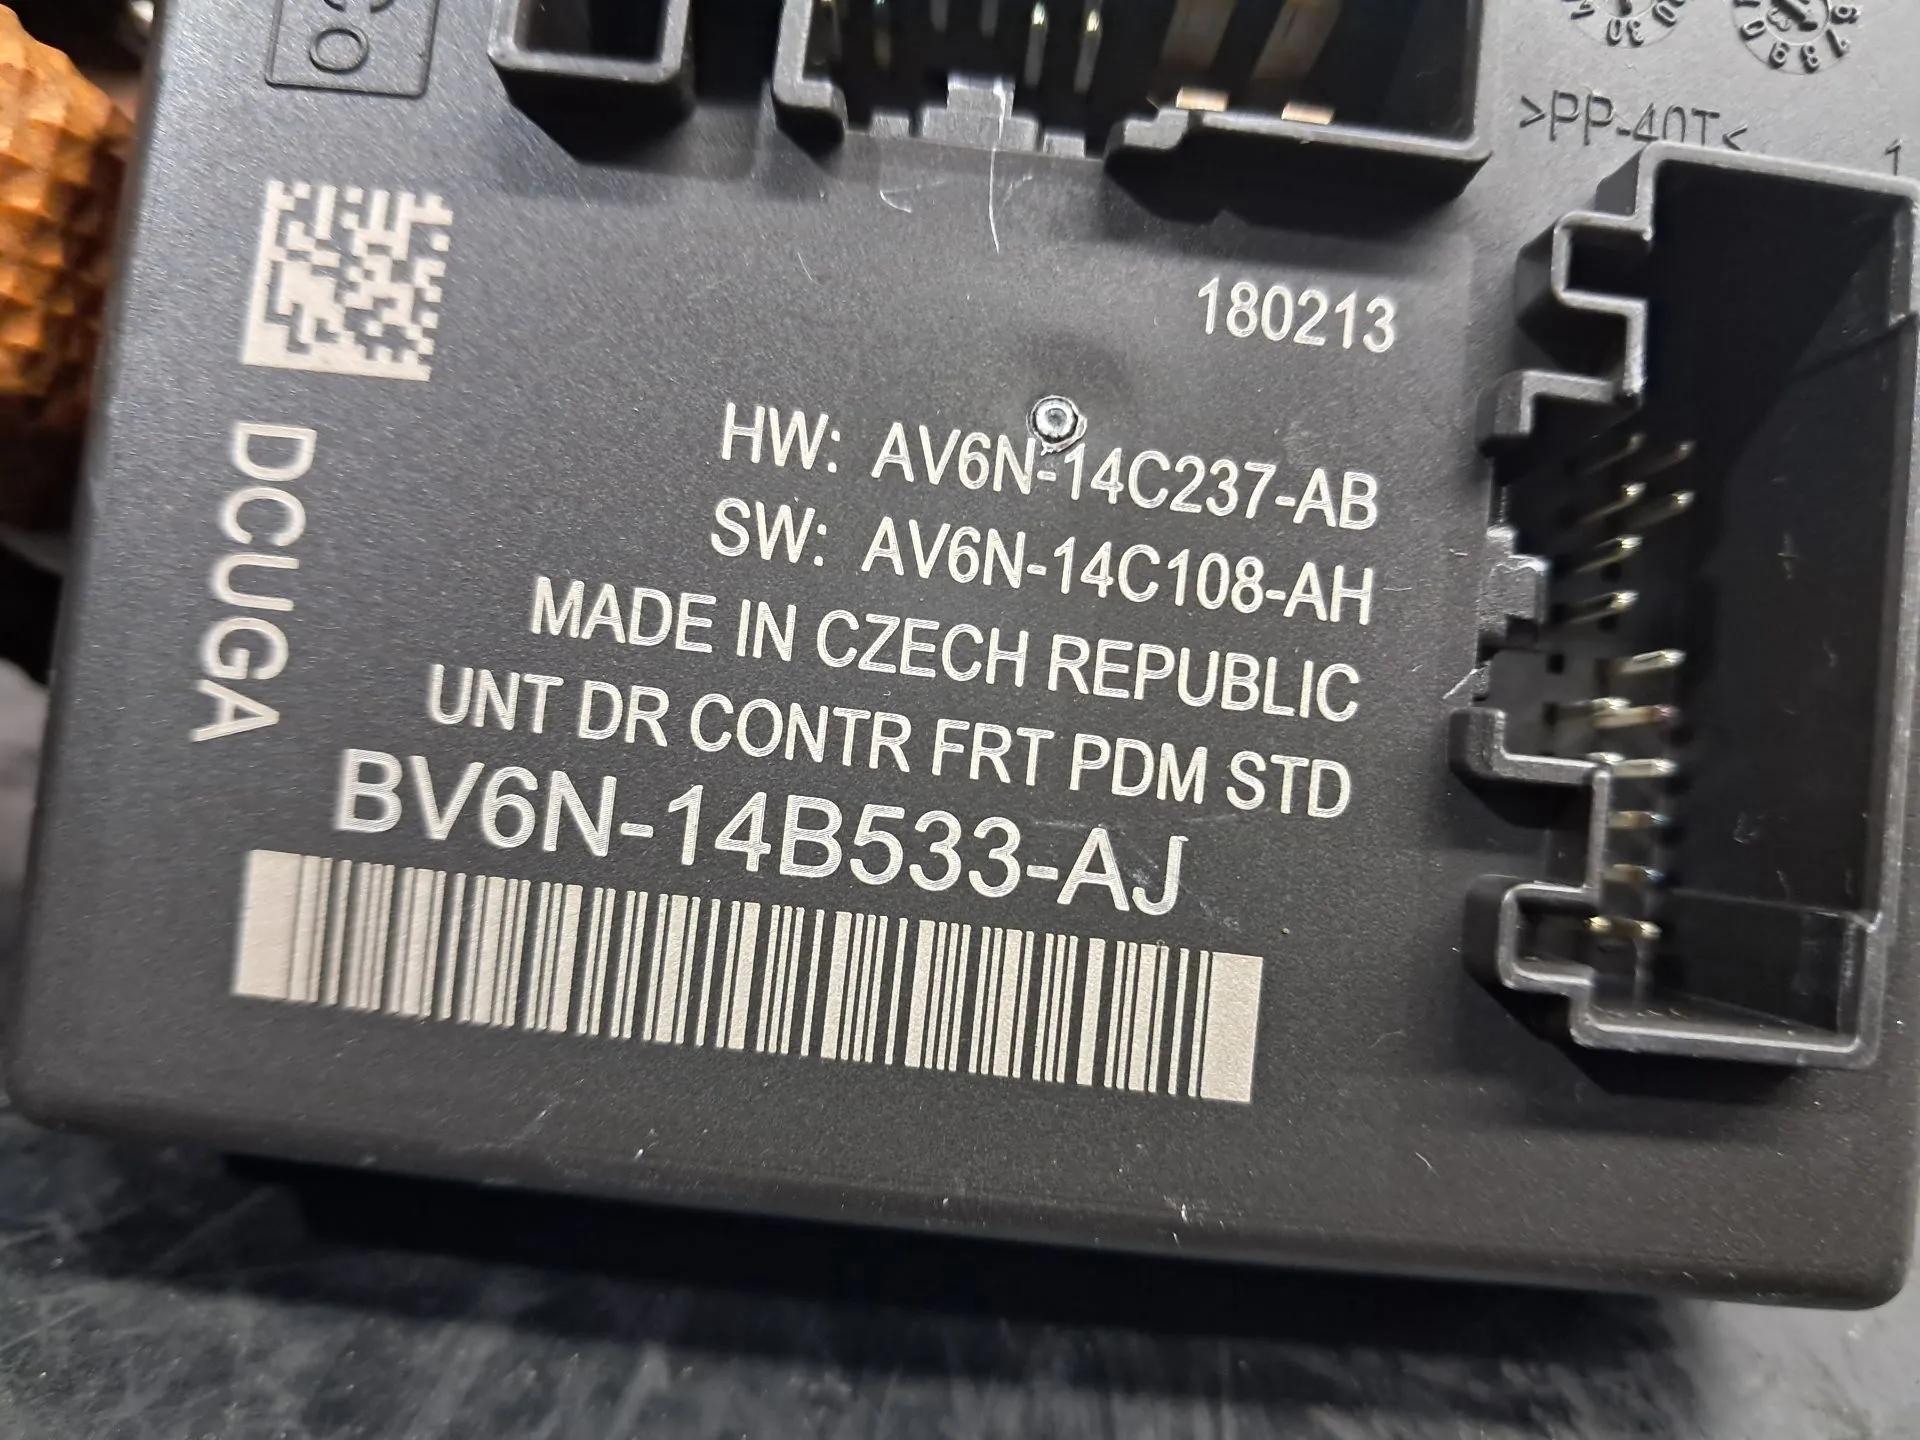 >PP-40T<
1
180213
HW: AV6N-14C237-AB
SW: AV6N-14C108-AH
MADE IN CZECH REPUBLIC
UNT DR CONTR FRT PDM STD
BV6N-14B533-AJ
DCUGA